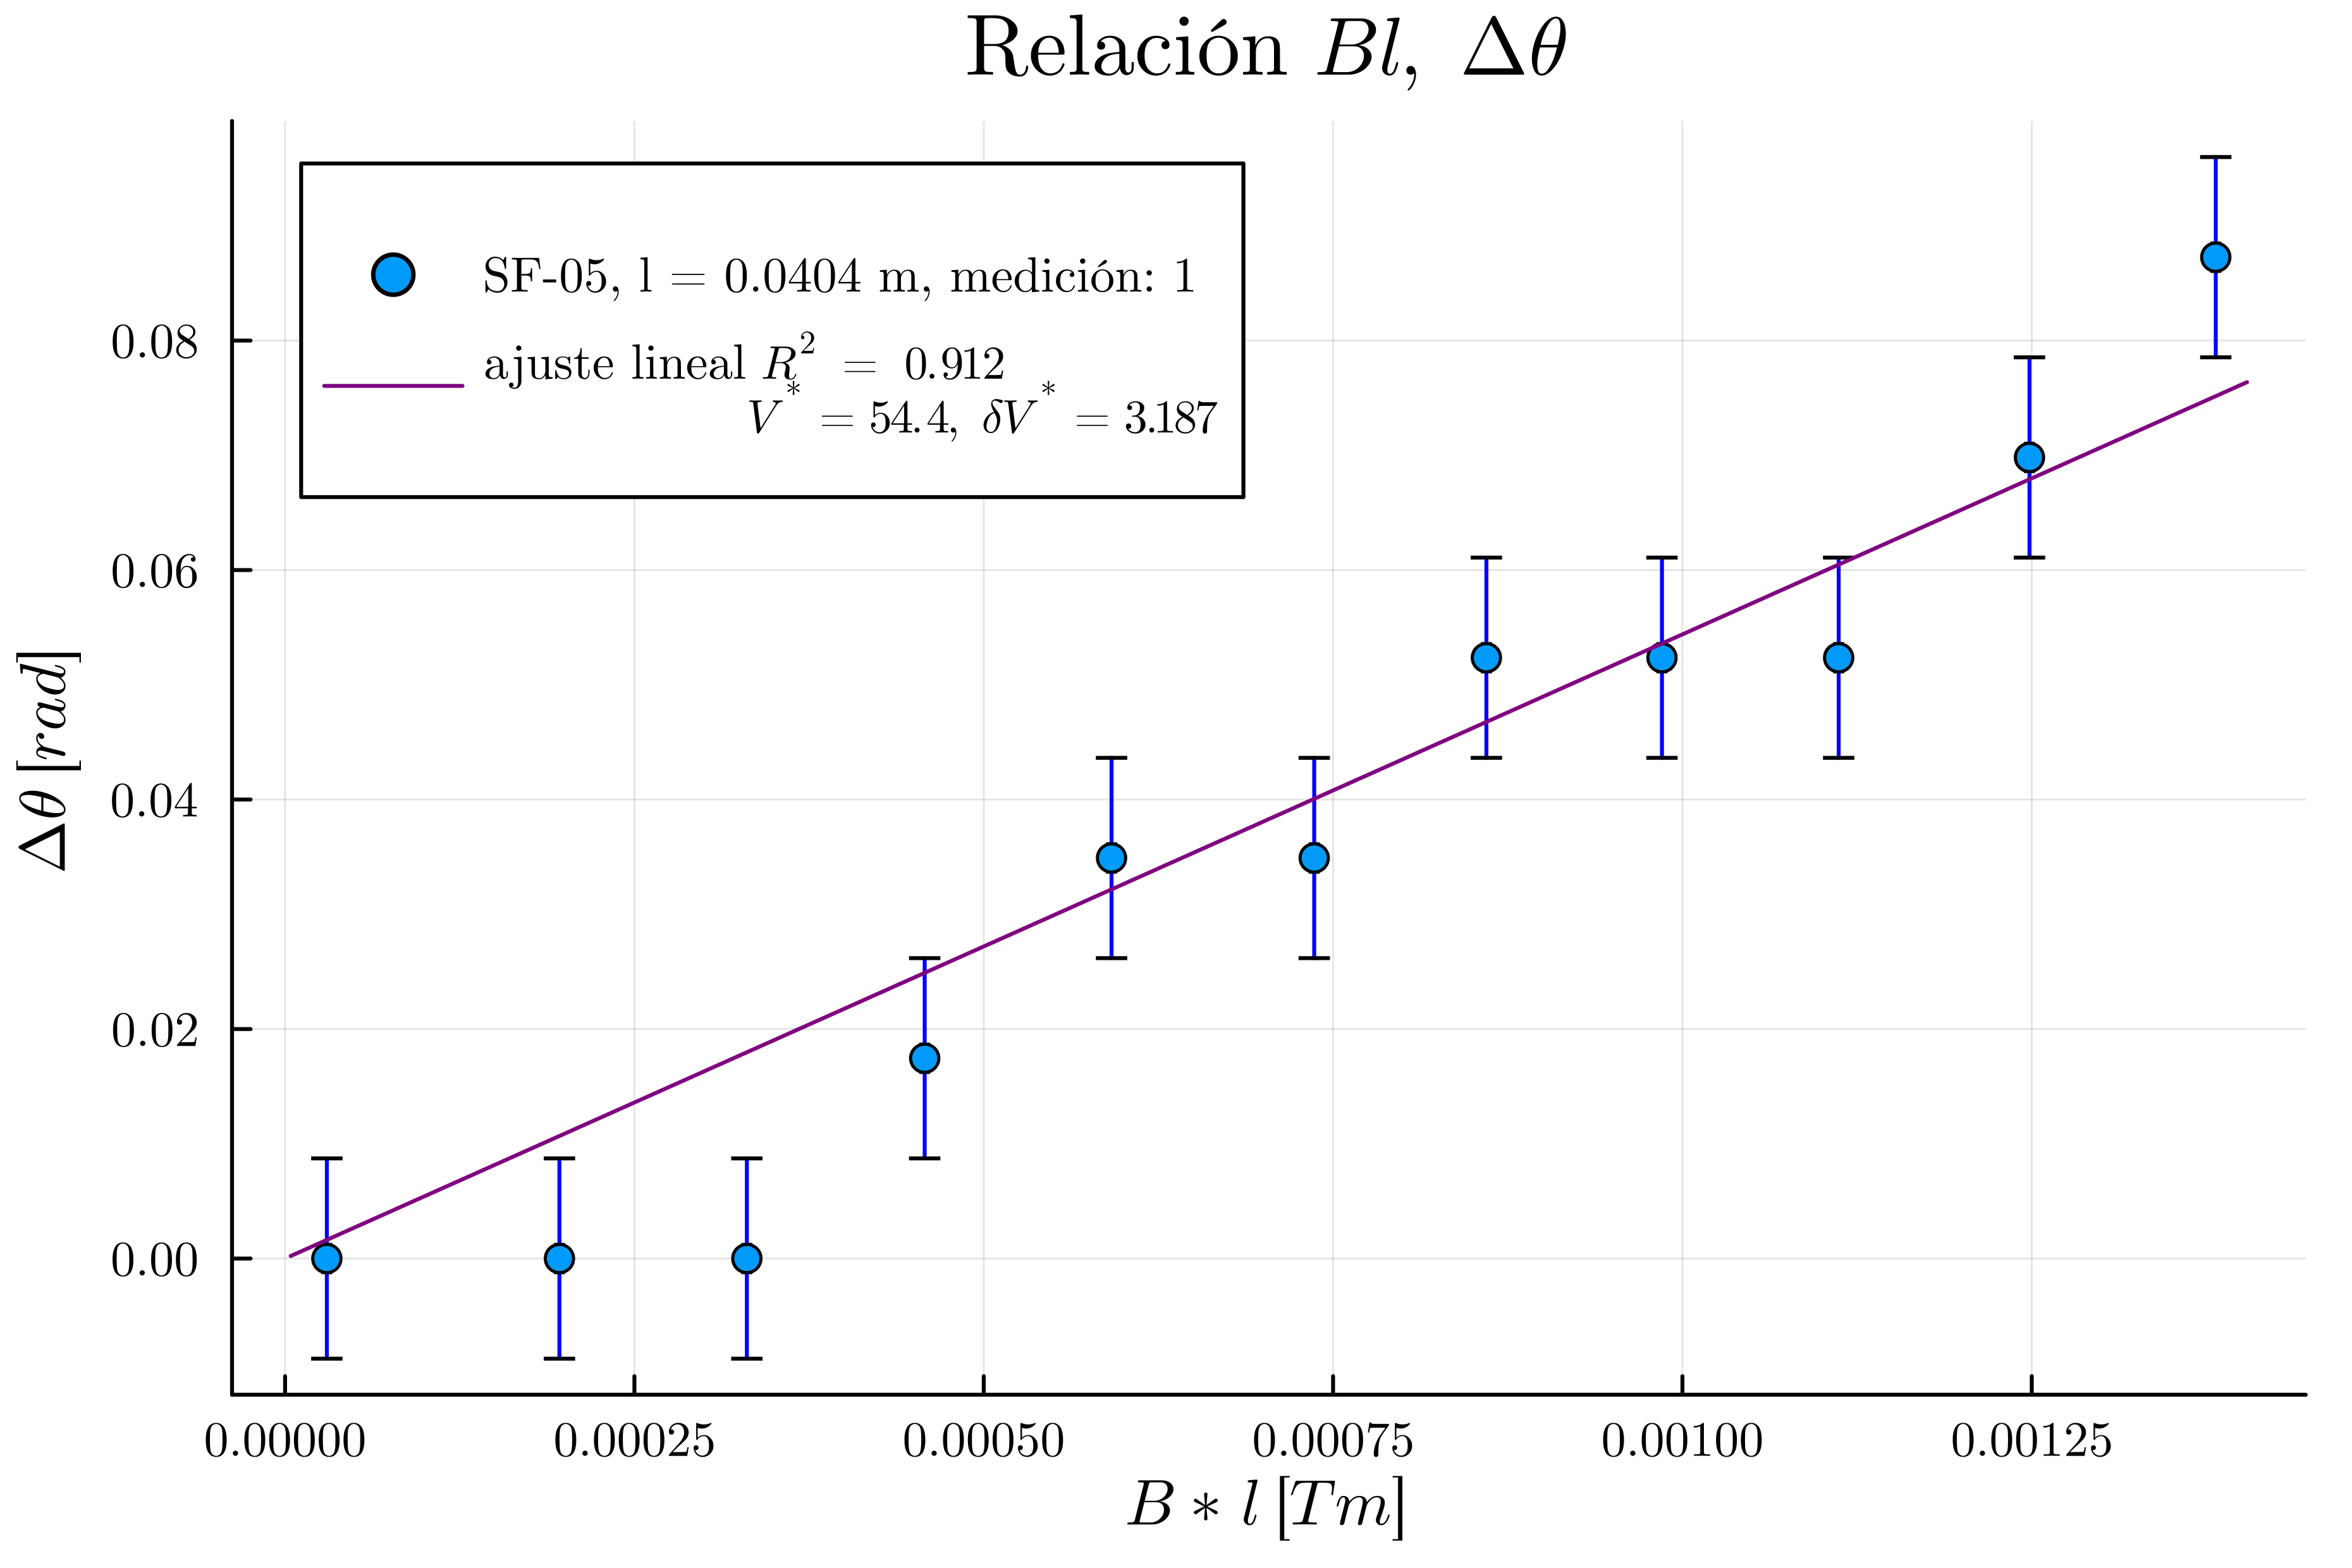 Relación Bl, Δθ
SF-05, l = 0.0404 m, medición: 1
ajuste lineal R² = 0.912
V* = 54.4, δV* = 3.187
Δθ [rad]
0.08
0.06
0.04
0.02
0.00
0.00000 0.00025 0.00050 0.00075 0.00100 0.00125
B * l [Tm]